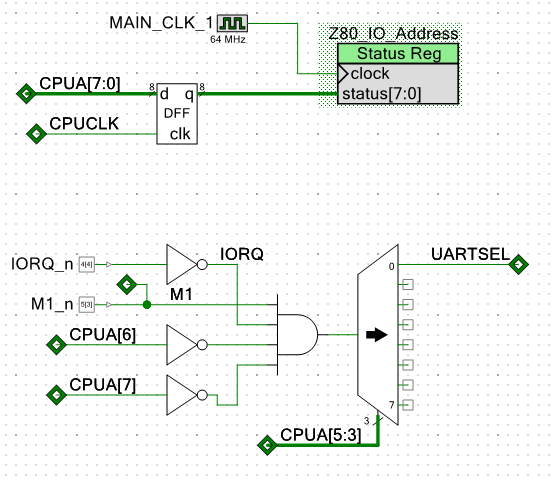 MAIN_CLK_1
64 MHz
Z80_IO_Address
Status Reg
clock
status[7:0]
CPUA[7:0]
8
d q
8
DFF
clk
CPUCLK
IORQ_n
4[4]
IORQ
M1_n
5[3]
M1
CPUA[6]
CPUA[7]
0
UARTSEL
7
3
CPUA[5:3]